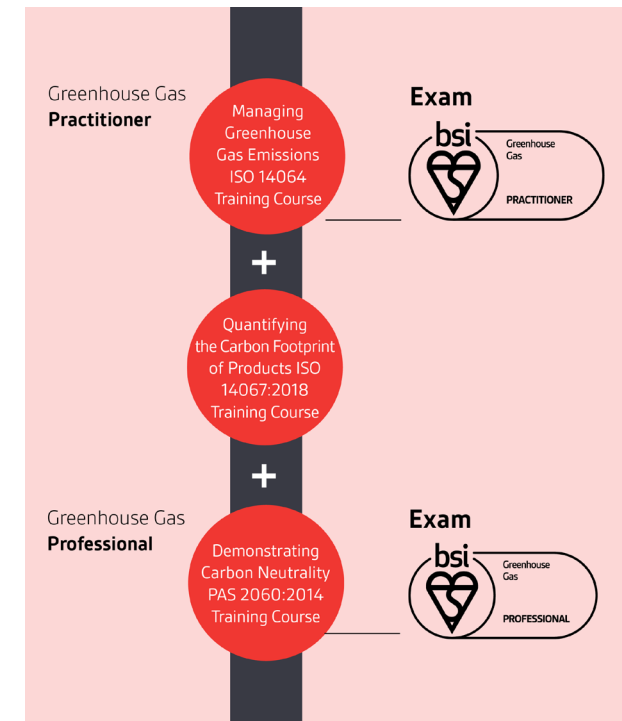 Greenhouse Gas
Practitioner
Managing
Greenhouse
Gas Emissions
ISO 14064
Training Course
Exam
bsi
Greenhouse
Gas
PRACTITIONER
+
Quantifying
the Carbon Footprint
of Products ISO
14067:2018
Training Course
+
Greenhouse Gas
Professional
Demonstrating
Carbon Neutrality
PAS 2060:2014
Training Course
Exam
bsi
Greenhouse
Gas
PROFESSIONAL